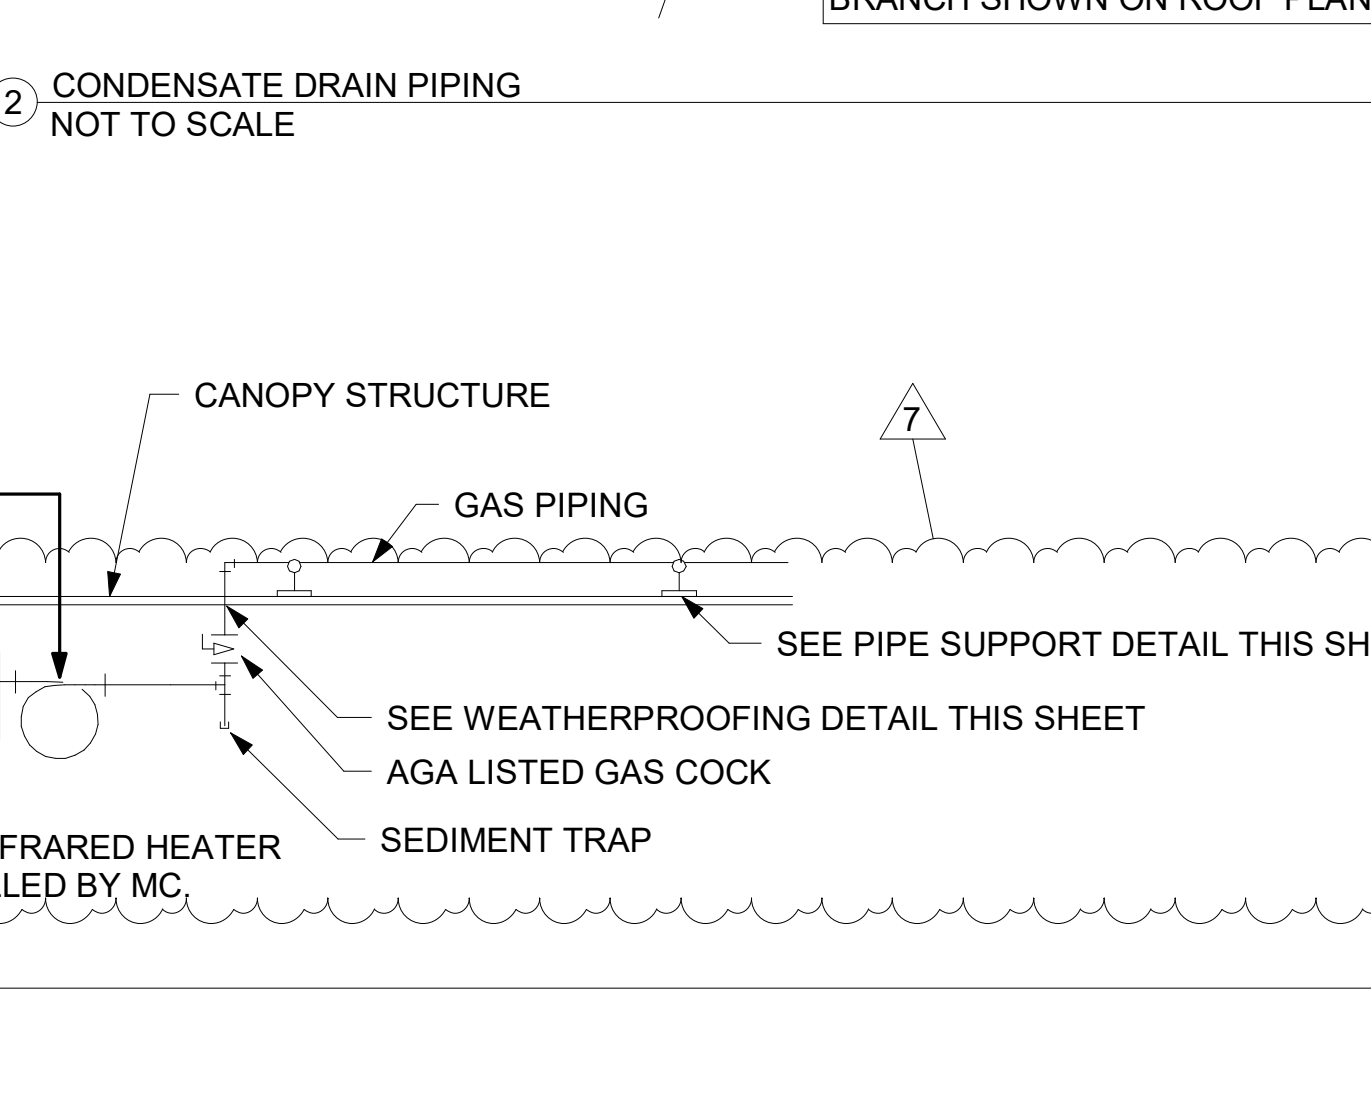 BRANCH SHOWN ON ROOF PLAN
2
CONDENSATE DRAIN PIPING
NOT TO SCALE
CANOPY STRUCTURE
7
GAS PIPING
SEE PIPE SUPPORT DETAIL THIS SH
SEE WEATHERPROOFING DETAIL THIS SHEET
AGA LISTED GAS COCK
SEDIMENT TRAP
FRARED HEATER
LLED BY MC.